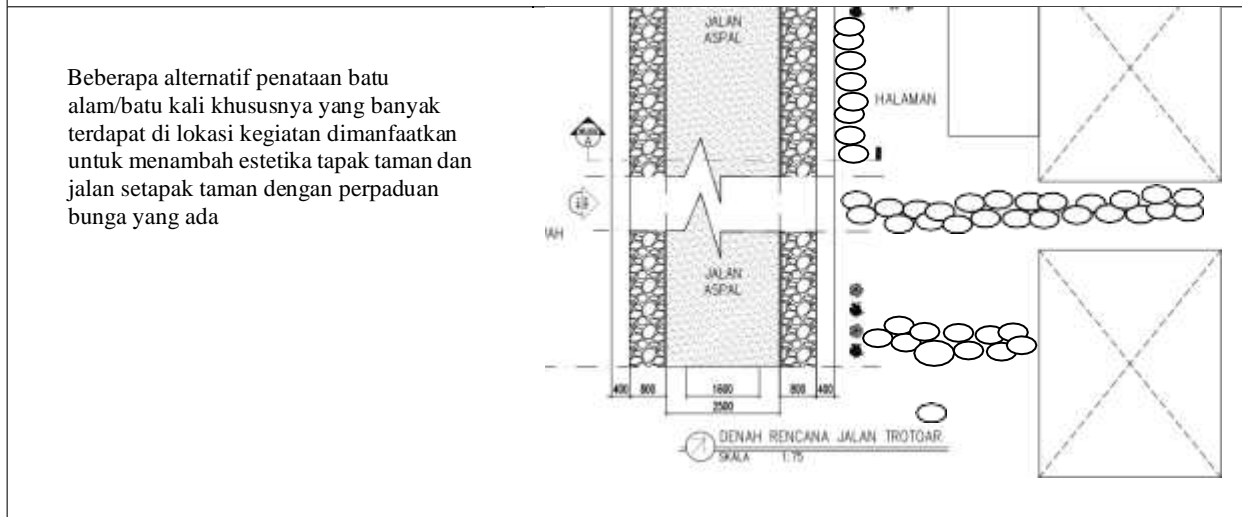 Beberapa alternatif penataan batu
alam/batu kali khususnya yang banyak
terdapat di lokasi kegiatan dimanfaatkan
untuk menambah estetika tapak taman dan
jalan setapak taman dengan perpaduan
bunga yang ada
JALAN
ASPAL
HALAMAN
JALAN
ASPAL
400 800 1600 800 400
2500
DENAH RENCANA JALAN TROTOAR
SKALA 1:75